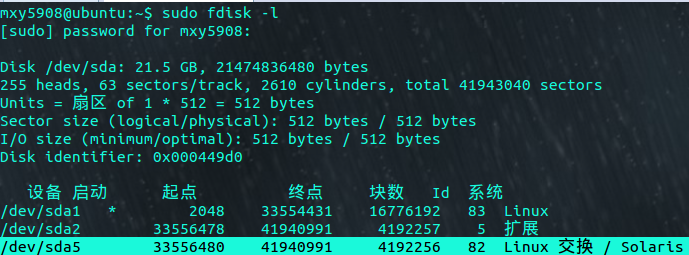 mxy5908@ubuntu:~$ sudo fdisk -l
[sudo] password for mxy5908:
Disk /dev/sda: 21.5 GB, 21474836480 bytes
255 heads, 63 sectors/track, 2610 cylinders, total 41943040 sectors
Units = 扇区 of 1 * 512 = 512 bytes
Sector size (logical/physical): 512 bytes / 512 bytes
I/O size (minimum/optimal): 512 bytes / 512 bytes
Disk identifier: 0x000449d0
设备 启动 起点 终点 块数 Id 系统
/dev/sda1 * 2048 33554431 16776192 83 Linux
/dev/sda2 33556478 41940991 4192257 5 扩展
/dev/sda5 33556480 41940991 4192256 82 Linux 交换 / Solaris